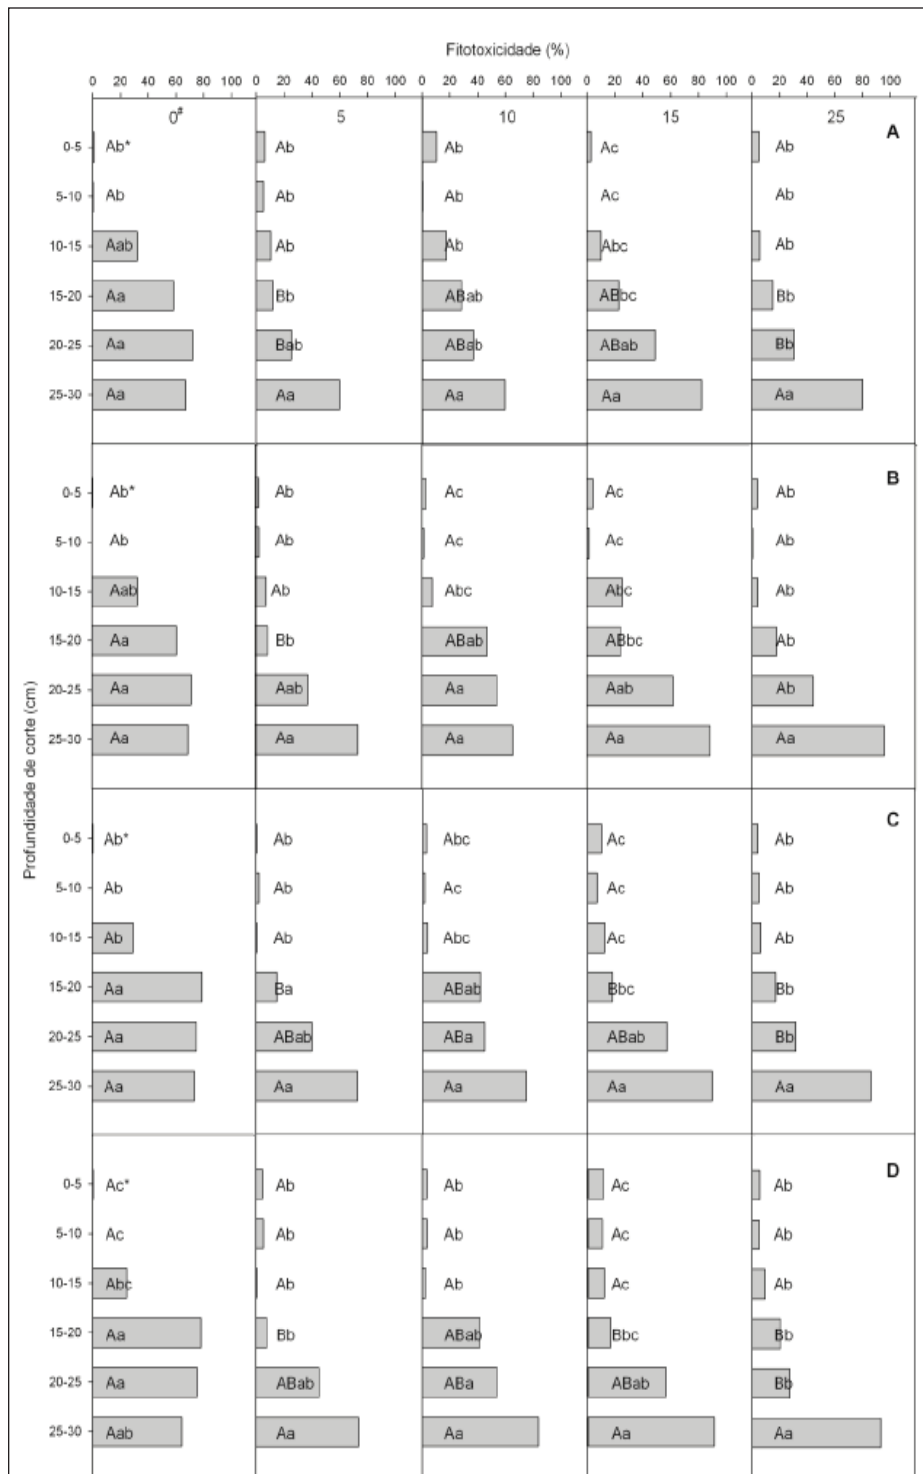 Fitotoxicidade (%)
0 20 40 60 80 100 0 20 40 60 80 100 0 20 40 60 80 100 0 20 40 60 80 100 0 20 40 60 80 100
0# 5 10 15 25 A
0-5 Ab* Ab Ab Ac Ab
5-10 Ab Ab Ab Ac Ab
10-15 Aab Ab Ab Abc Ab
15-20 Aa Bb ABab ABbc Bb
20-25 Aa Bab ABab ABab Bb
25-30 Aa Aa Aa Aa Aa
B
0-5 Ab* Ab Ac Ac Ab
5-10 Ab Ab Ac Ac Ab
10-15 Aab Ab Abc Abc Ab
15-20 Aa Bb ABab ABbc Ab
20-25 Aa Aab Aa Aab Ab
25-30 Aa Aa Aa Aa Aa
Profundidade de corte (cm)
C
0-5 Ab* Ab Abc Ac Ab
5-10 Ab Ab Ac Ac Ab
10-15 Ab Ab Abc Ac Ab
15-20 Aa Ba ABab Bbc Bb
20-25 Aa ABab ABa ABab Bb
25-30 Aa Aa Aa Aa Aa
D
0-5 Ac* Ab Ab Ac Ab
5-10 Ac Ab Ab Ac Ab
10-15 Abc Ab Ab Ac Ab
15-20 Aa Bb ABab Bbc Bb
20-25 Aa ABab ABa ABab Bb
25-30 Aab Aa Aa Aa Aa